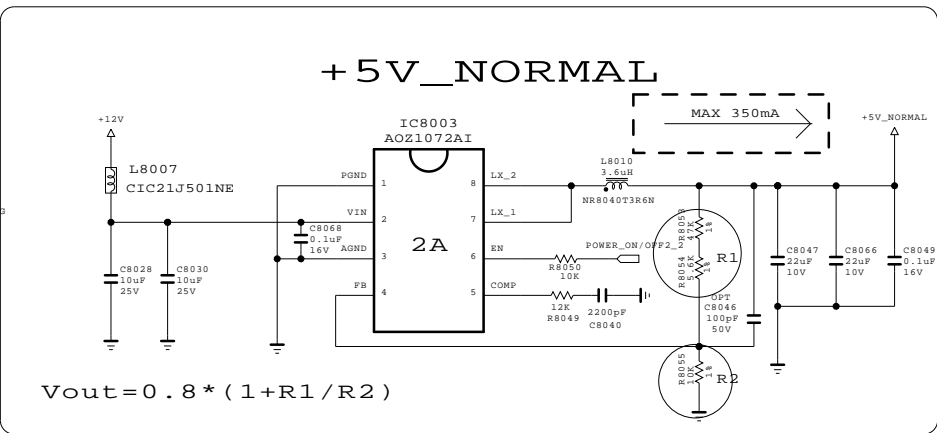 +5V_NORMAL
MAX 350mA
+12V
IC8003
AOZ1072AI
+5V_NORMAL
L8007
CIC21J501NE
L8010
3.6uH
NR8040T3R6N
PGND
1
8
LX_2
VIN
2
7
LX_1
AGND
3
6
EN
FB
4
5
COMP
2A
C8068
0.1uF
16V
POWER_ON/OFF2_2
R8050
10K
12K
R8049
2200pF
C8040
R8053
47K
1%
R8054
5.6K
1%
R1
OPT
C8046
100pF
50V
R8055
10K
1%
R2
C8028
10uF
25V
C8030
10uF
25V
C8047
22uF
10V
C8066
22uF
10V
C8049
0.1uF
16V
Vout=0.8*(1+R1/R2)
G